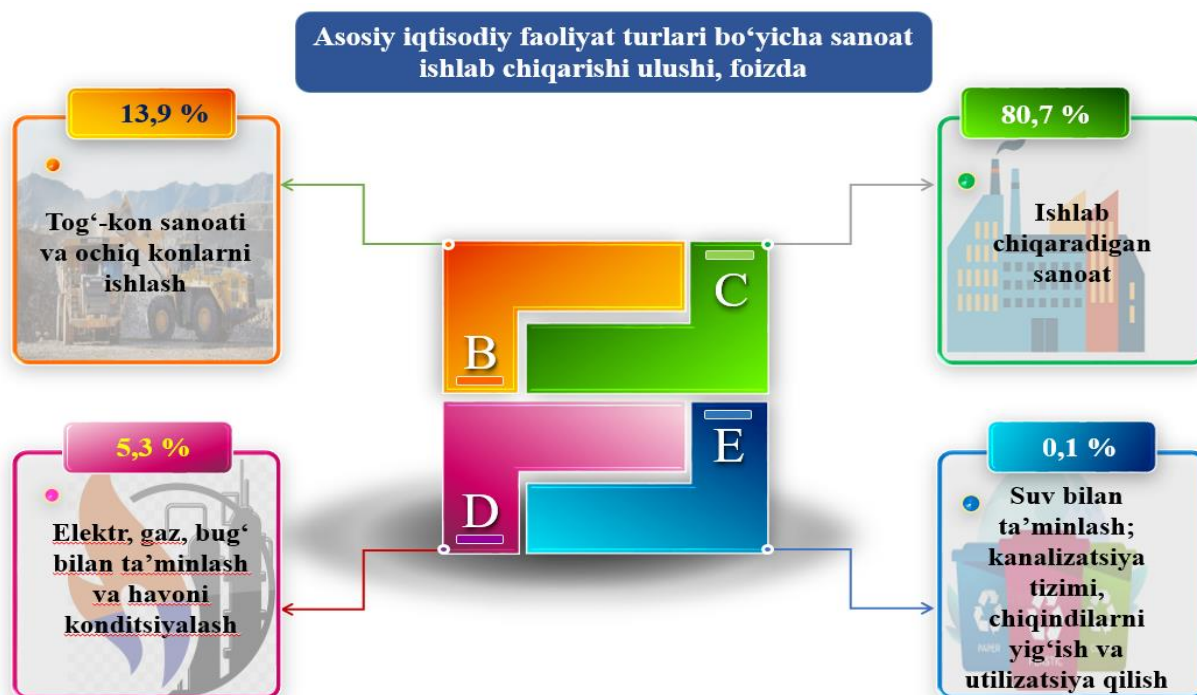 Asosiy iqtisodiy faoliyat turlari bo‘yicha sanoat
ishlab chiqarishi ulushi, foizda
13,9 %
Tog‘-kon sanoati
va ochiq konlarni
ishlash
80,7 %
Ishlab
chiqaradigan
sanoat
B
C
D
E
5,3 %
Elektr, gaz, bug‘
bilan ta’minlash
va havoni
konditsiyalash
0,1 %
Suv bilan
ta’minlash;
kanalizatsiya
tizimi,
chiqindilarni
yig‘ish va
utilizatsiya qilish
PAPER
PLASTIC